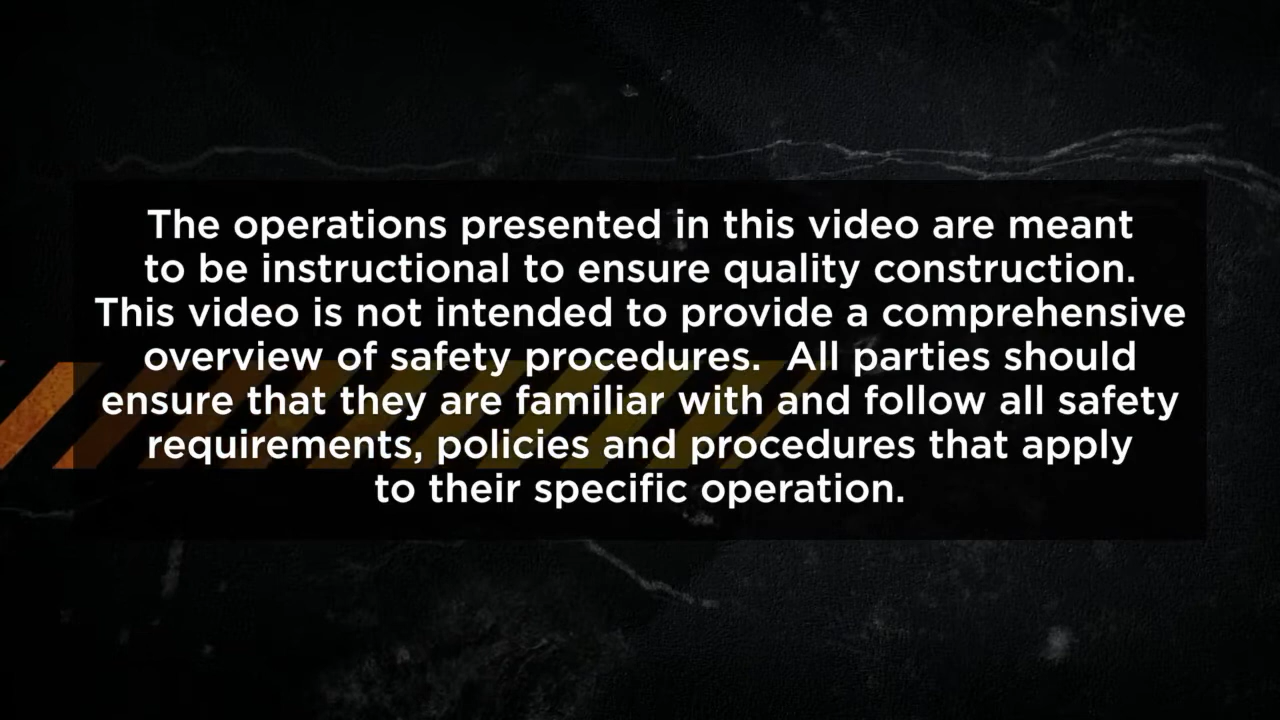 The operations presented in this video are meant
to be instructional to ensure quality construction.
This video is not intended to provide a comprehensive
overview of safety procedures.  All parties should
ensure that they are familiar with and follow all safety
requirements, policies and procedures that apply
to their specific operation.